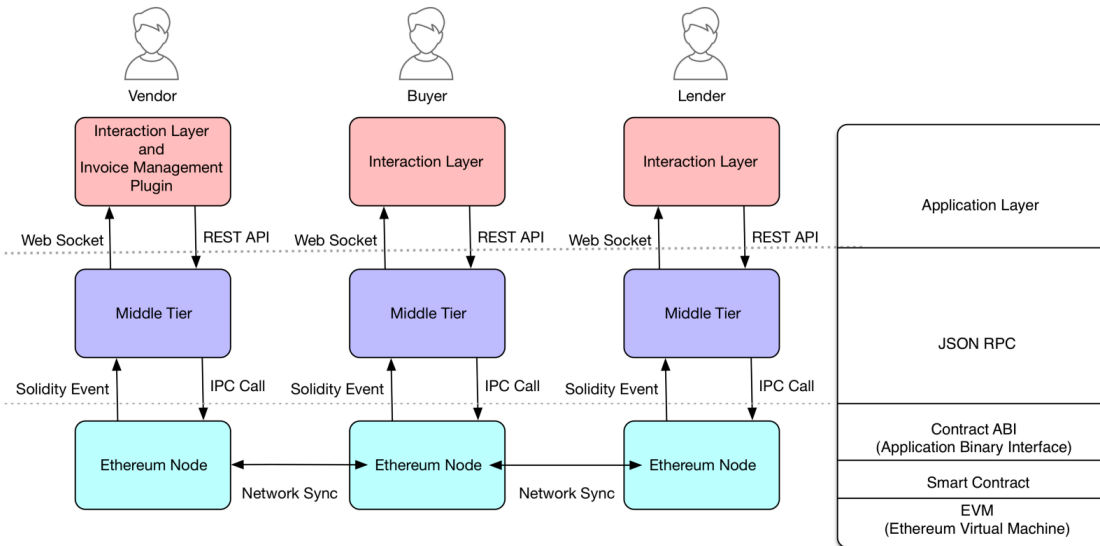 Vendor
Buyer
Lender
Interaction Layer
and
Invoice Management
Plugin
Interaction Layer
Interaction Layer
Application Layer
Web Socket
REST API
Web Socket
REST API
Web Socket
REST API
Middle Tier
Middle Tier
Middle Tier
JSON RPC
Solidity Event
IPC Call
Solidity Event
IPC Call
Solidity Event
IPC Call
Contract ABI
(Application Binary Interface)
Ethereum Node
Ethereum Node
Ethereum Node
Network Sync
Network Sync
Smart Contract
EVM
(Ethereum Virtual Machine)